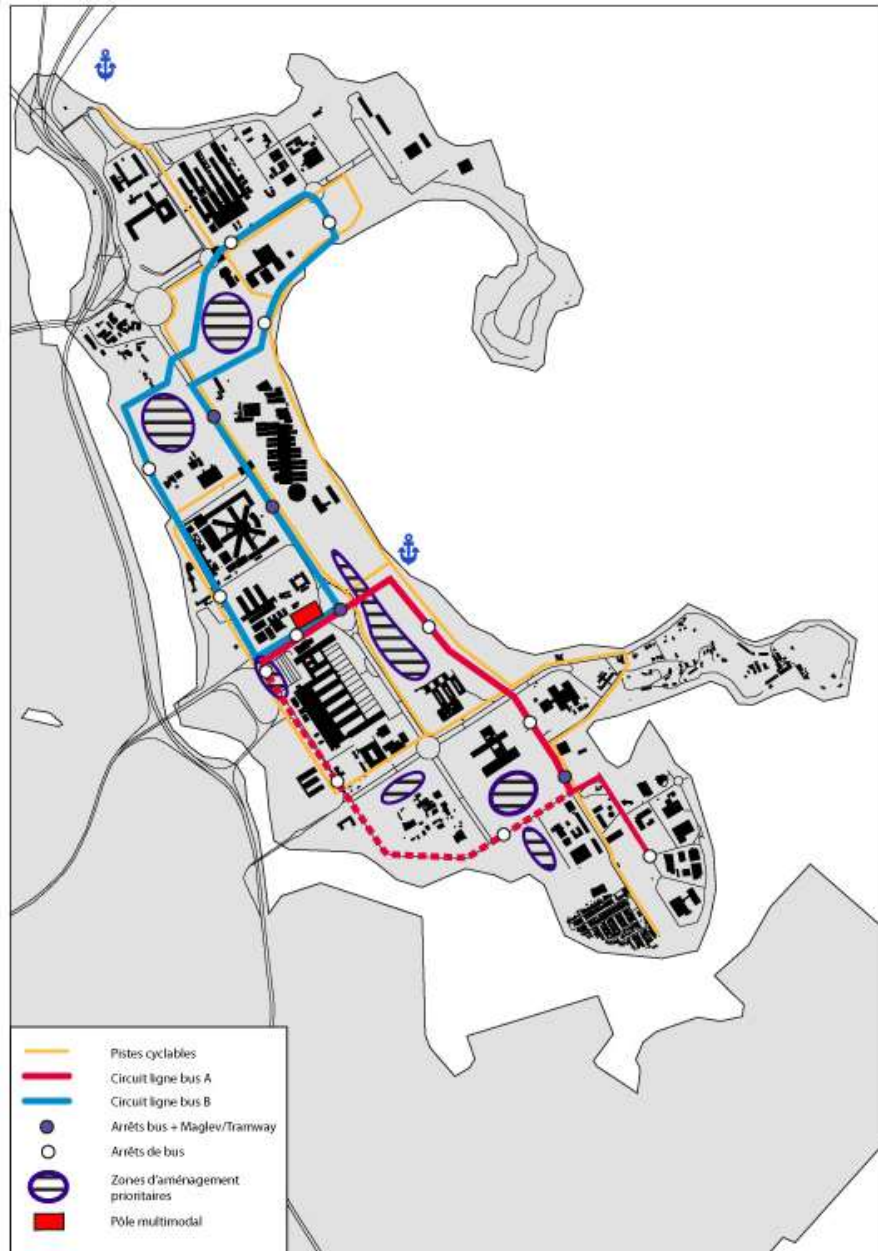 Pistes cyclables
Circuit ligne bus A
Circuit ligne bus B
Arrêts bus + Maglev/Tramway
Arrêts de bus
Zones d'aménagement
prioritaires
Pôle multimodal